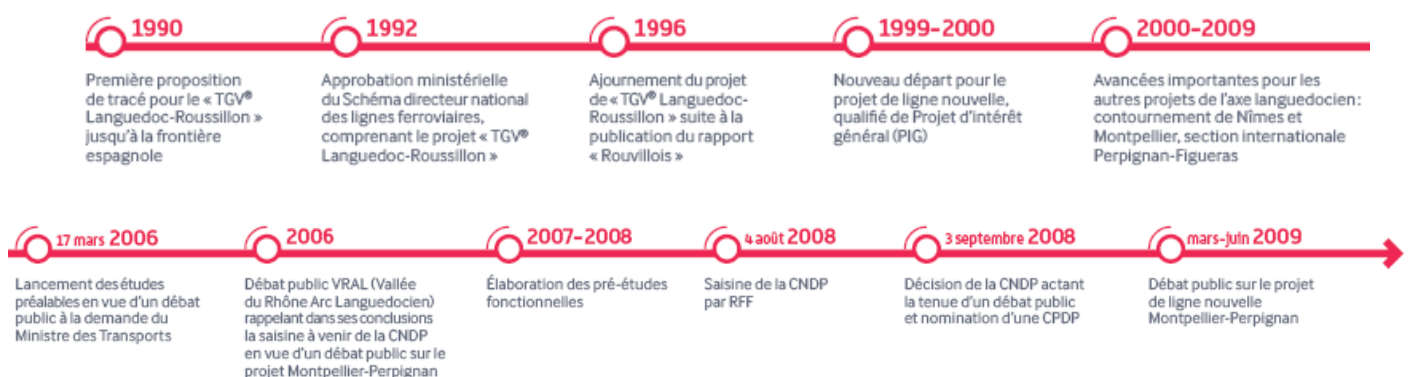 1990
Première proposition
de tracé pour le « TGV®
Languedoc-Roussillon »
jusqu'à la frontière
espagnole
1992
Approbation ministérielle
du Schéma directeur national
des lignes ferroviaires,
comprenant le projet « TGV®
Languedoc-Roussillon »
1996
Ajournement du projet
de « TGV® Languedoc-
Roussillon » suite à la
publication du rapport
« Rouvillois »
1999-2000
Nouveau départ pour le
projet de ligne nouvelle,
qualifié de Projet d'intérêt
général (PIG)
2000-2009
Avancées importantes pour les
autres projets de l'axe languedocien :
contournement de Nîmes et
Montpellier, section internationale
Perpignan-Figueras
17 mars 2006
Lancement des études
préalables en vue d'un débat
public à la demande du
Ministre des Transports
2006
Débat public VRAL (Vallée
du Rhône Arc Languedocien)
rappelant dans ses conclusions
la saisine à venir de la CNDP
en vue d'un débat public sur le
projet Montpellier-Perpignan
2007-2008
Élaboration des pré-études
fonctionnelles
4 août 2008
Saisine de la CNDP
par RFF
3 septembre 2008
Décision de la CNDP actant
la tenue d'un débat public
et nomination d'une CPDP
mars-juin 2009
Débat public sur le projet
de ligne nouvelle
Montpellier-Perpignan